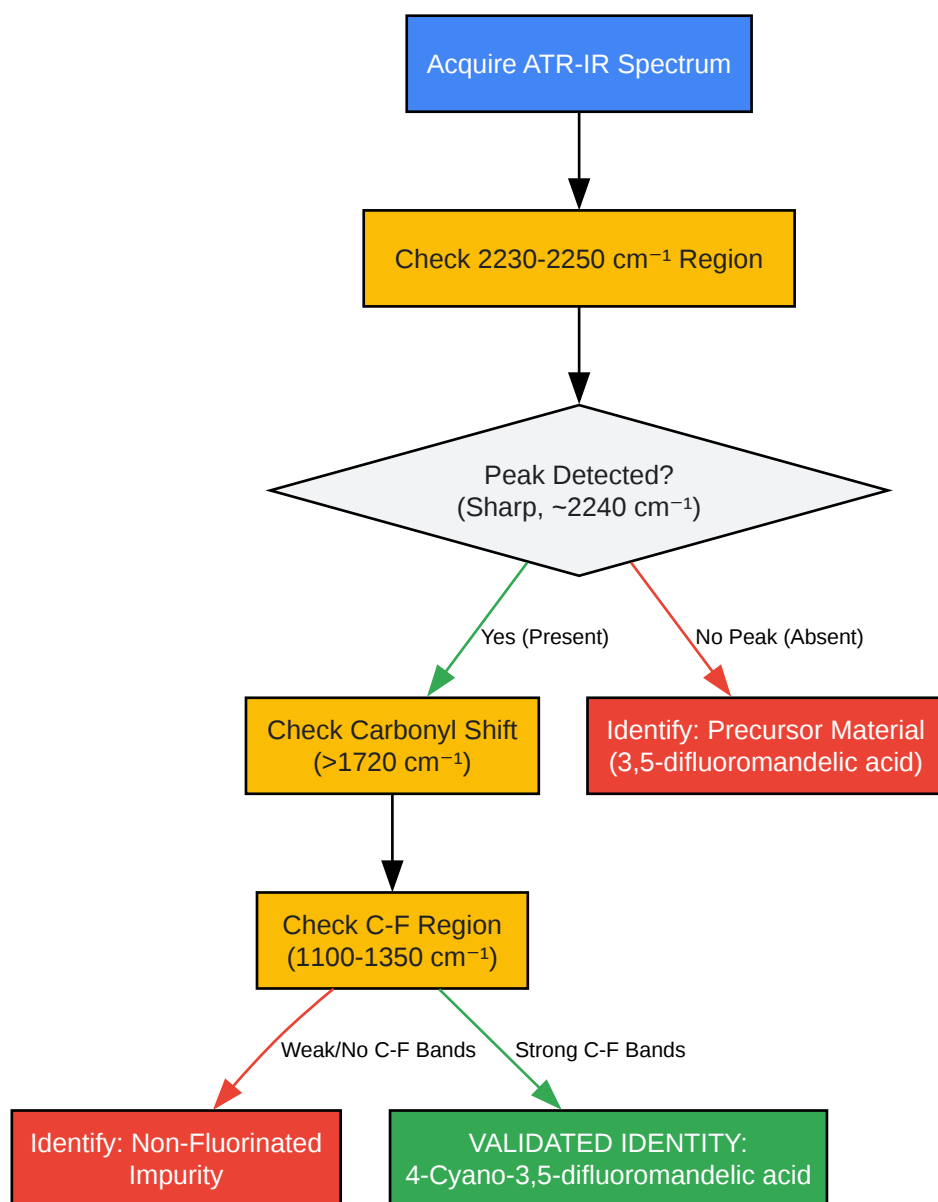 Acquire ATR-IR Spectrum
Check 2230-2250 cm⁻¹ Region
Peak Detected?
(Sharp, ~2240 cm⁻¹)
Yes (Present)
No Peak (Absent)
Check Carbonyl Shift
(>1720 cm⁻¹)
Identify: Precursor Material
(3,5-difluoromandelic acid)
Check C-F Region
(1100-1350 cm⁻¹)
Weak/No C-F Bands
Strong C-F Bands
Identify: Non-Fluorinated
Impurity
VALIDATED IDENTITY:
4-Cyano-3,5-difluoromandelic acid